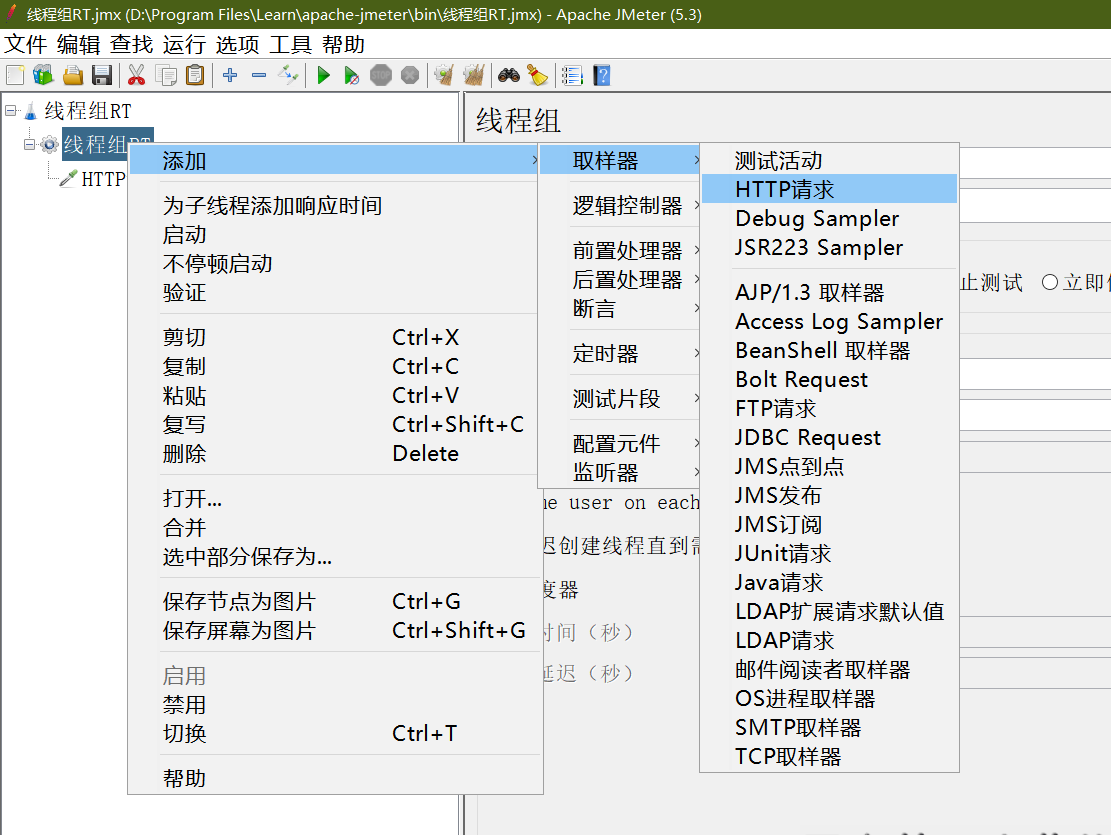 线程组RT.jmx (D:\Program Files\Learn\apache-jmeter\bin\线程组RT.jmx) - Apache JMeter (5.3)
文件 编辑 查找 运行 选项 工具 帮助
线程组RT
线程组RT
HTTP
线程组
添加
为子线程添加响应时间
启动
不停顿启动
验证
剪切 Ctrl+X
复制 Ctrl+C
粘贴 Ctrl+V
复写 Ctrl+Shift+C
删除 Delete
打开...
合并
选中部分保存为...
保存节点为图片 Ctrl+G
保存屏幕为图片 Ctrl+Shift+G
启用
禁用
切换 Ctrl+T
帮助
取样器
逻辑控制器
前置处理器
后置处理器
断言
定时器
测试片段
配置元件
监听器
测试活动
HTTP请求
Debug Sampler
JSR223 Sampler
AJP/1.3 取样器
Access Log Sampler
BeanShell 取样器
Bolt Request
FTP请求
JDBC Request
JMS点到点
JMS发布
JMS订阅
JUnit请求
Java请求
LDAP扩展请求默认值
LDAP请求
邮件阅读者取样器
OS进程取样器
SMTP取样器
TCP取样器
止测试 立即
user on each
迟创建线程直到
度器
时间（秒）
延迟（秒）